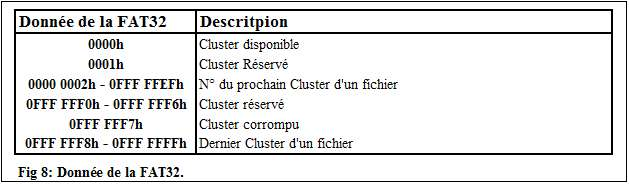 Donnée de la FAT32 Descritpion
0000h Cluster disponible
0001h Cluster Réservé
0000 0002h - 0FFF FFEFh N° du prochain Cluster d'un fichier
0FFF FFF0h - 0FFF FFF6h Cluster réservé
0FFF FFF7h Cluster corrompu
0FFF FFF8h - 0FFF FFFFh Dernier Cluster d'un fichier
Fig 8: Donnée de la FAT32.